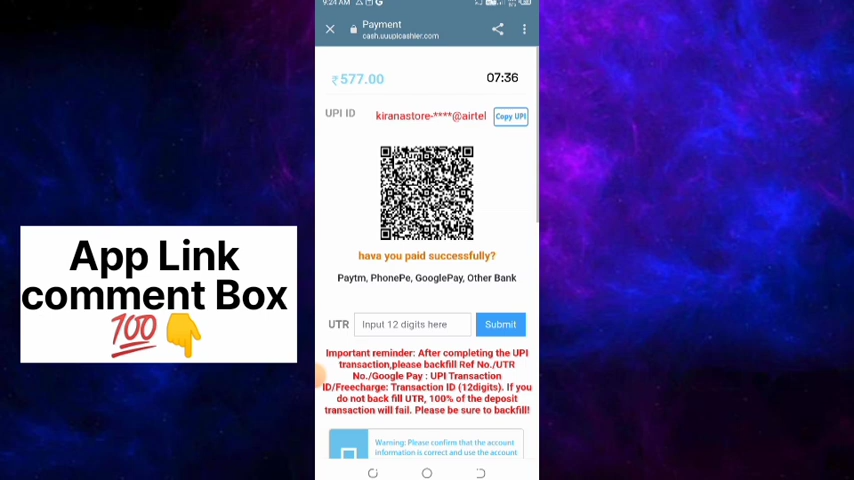 9:24 AM
Payment
cash.uuupicashier.com
₹577.00
07:36
UPI ID
kiranastore-****@airtel
Copy UPI
hava you paid successfully?
Paytm, PhonePe, GooglePay, Other Bank
UTR
Input 12 digits here
Submit
Important reminder: After completing the UPI
transaction,please backfill Ref No./UTR
No./Google Pay : UPI Transaction
ID/Freecharge: Transaction ID (12digits). If you
do not back fill UTR, 100% of the deposit
transaction will fail. Please be sure to backfill!
Warning: Please confirm that the account
information is correct and use the account
App Link
comment Box
💯👇